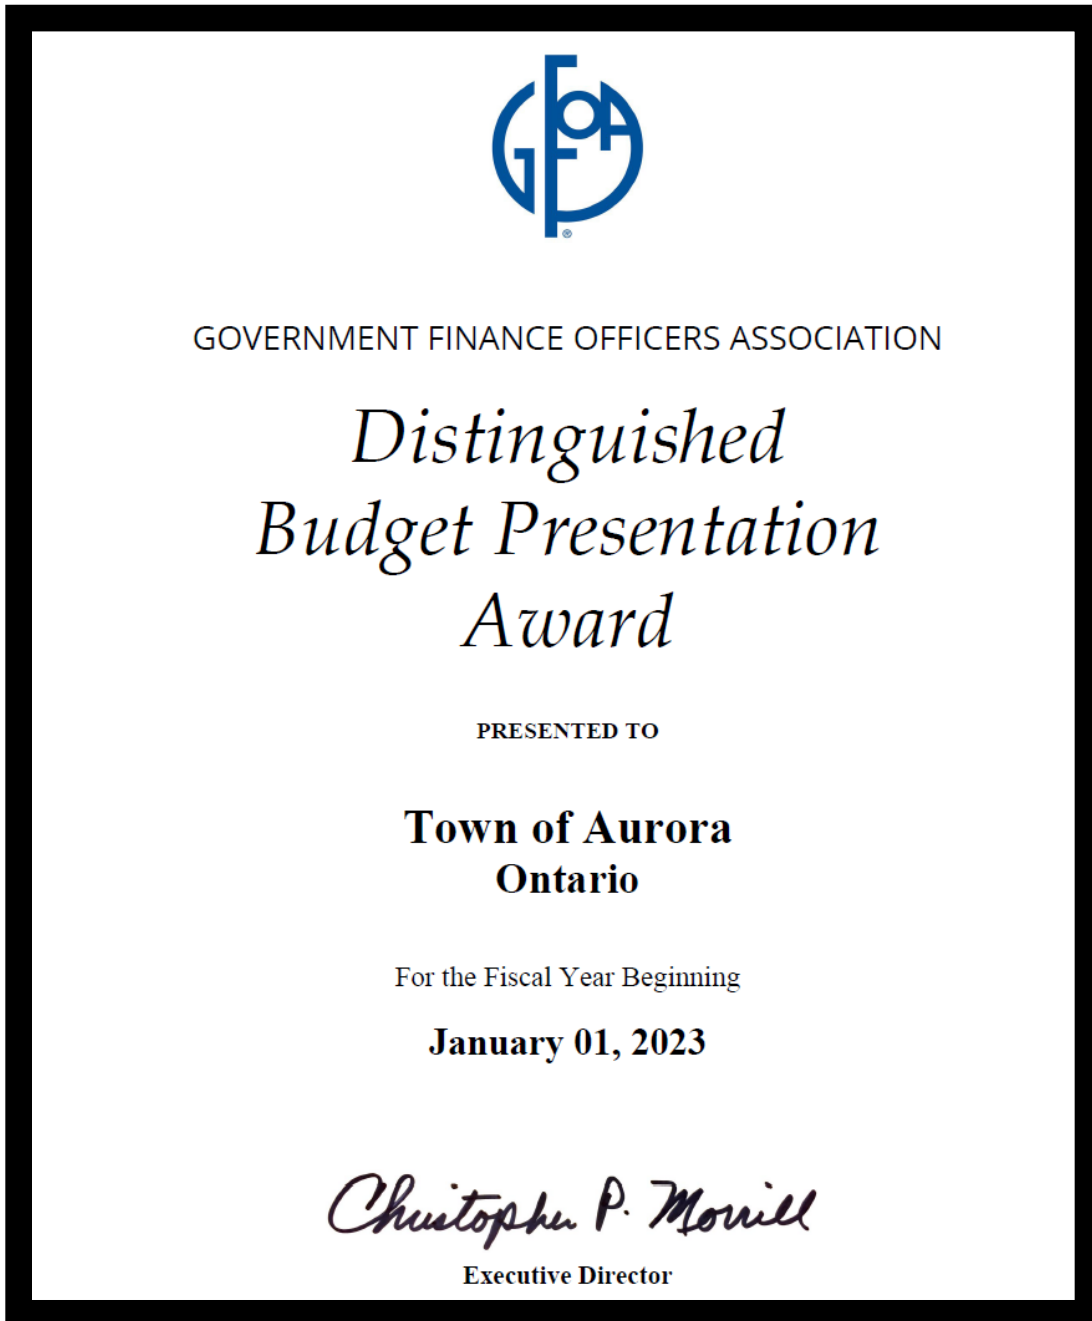 GFOA
®
GOVERNMENT FINANCE OFFICERS ASSOCIATION
Distinguished
Budget Presentation
Award
PRESENTED TO
Town of Aurora
Ontario
For the Fiscal Year Beginning
January 01, 2023
Christopher P. Morrill
Executive Director